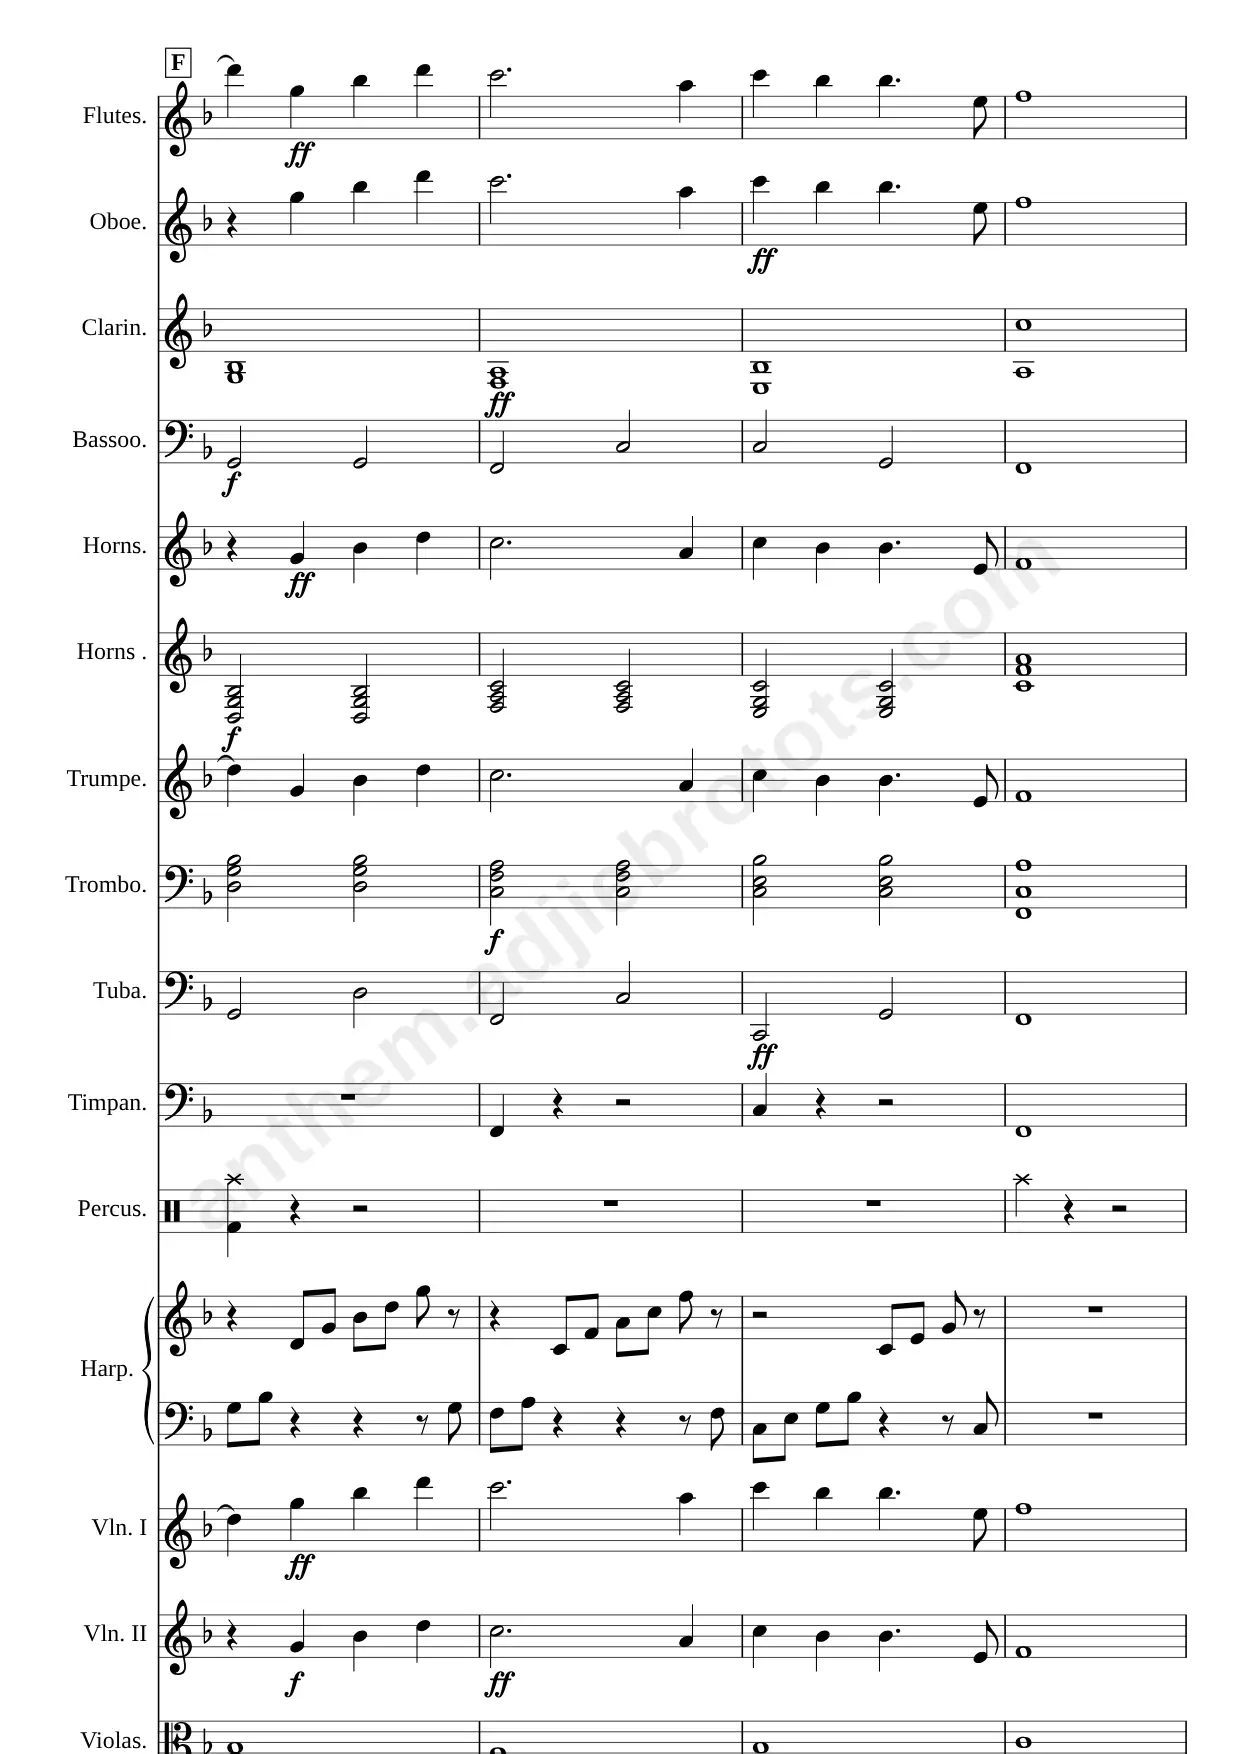 F
Flutes.
ff
Oboe.
ff
Clarin.
ff
Bassoo.
f
Horns.
ff
Horns .
f
Trumpe.
Trombo.
f
Tuba.
ff
Timpan.
Percus.
Harp.
Vln. I
ff
Vln. II
f ff
Violas.
anthem.adjiebrotots.com